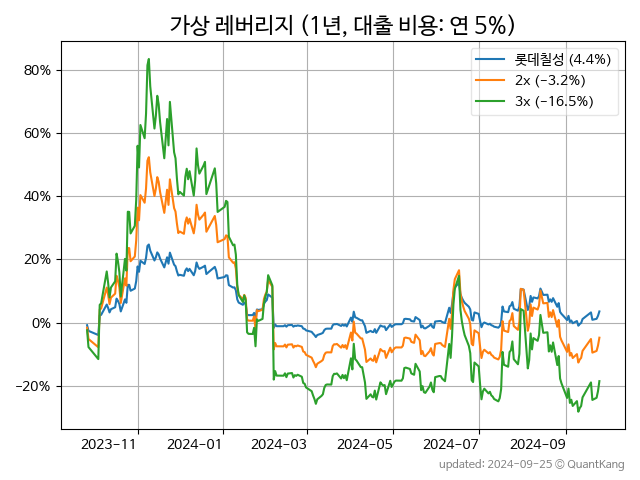 가상 레버리지 (1년, 대출 비용: 연 5%)
롯데칠성 (4.4%)
2x (−3.2%)
3x (−16.5%)
80%
60%
40%
20%
0%
−20%
2023−11 2024−01 2024−03 2024−05 2024−07 2024−09
updated: 2024-09-25 © QuantKang